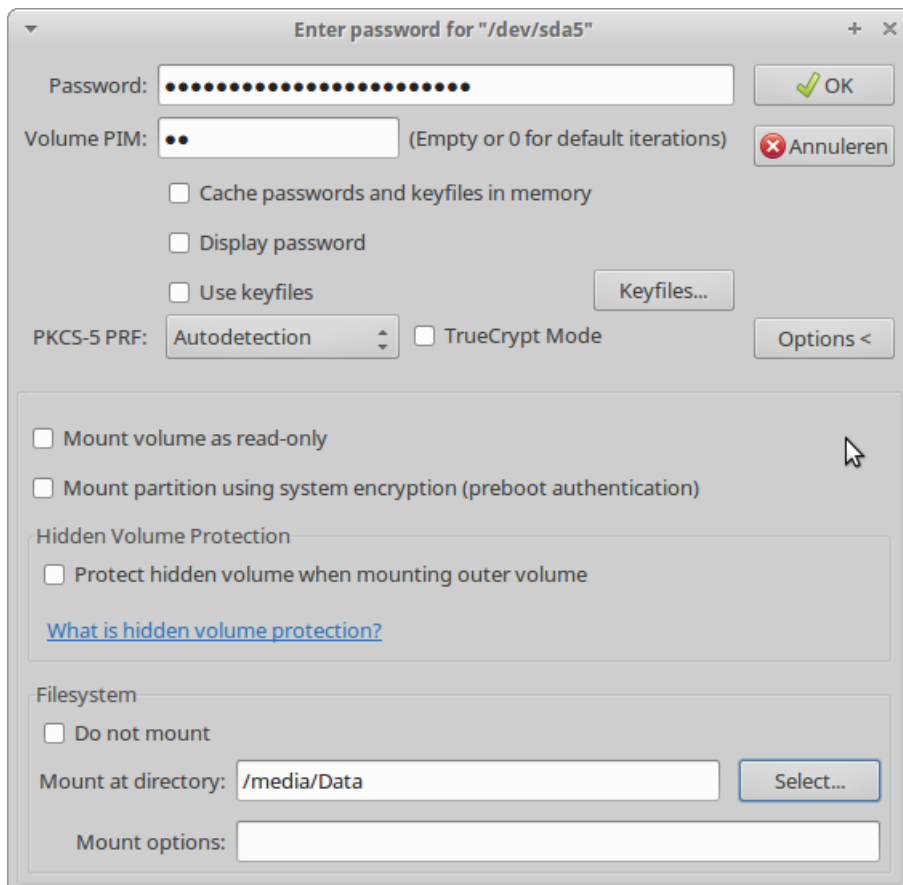 Enter password for "/dev/sda5"
Password: ●●●●●●●●●●●●●●●●●●●●●●●● OK
Volume PIM: ●● (Empty or 0 for default iterations) Annuleren
Cache passwords and keyfiles in memory
Display password
Use keyfiles Keyfiles...
PKCS-5 PRF: Autodetection TrueCrypt Mode Options <
Mount volume as read-only
Mount partition using system encryption (preboot authentication)
Hidden Volume Protection
Protect hidden volume when mounting outer volume
What is hidden volume protection?
Filesystem
Do not mount
Mount at directory: /media/Data Select...
Mount options: